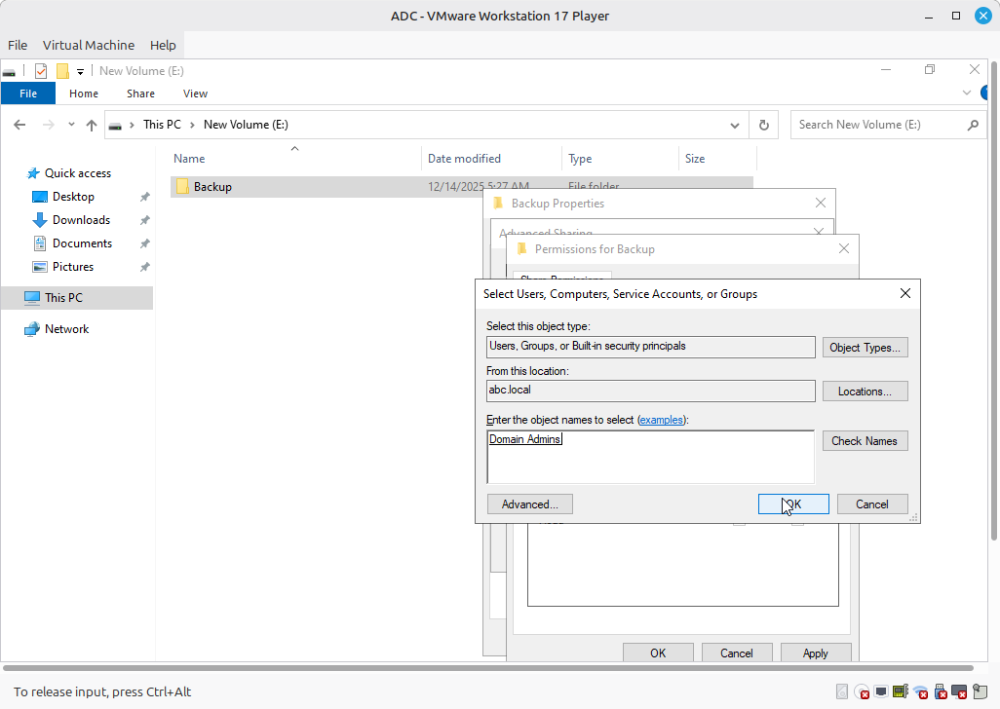 ADC - VMware Workstation 17 Player
File Virtual Machine Help
New Volume (E:)
File Home Share View
This PC New Volume (E:) Search New Volume (E:)
Name Date modified Type Size
Quick access
Backup 12/14/2025 5:27 AM File folder
Desktop
Backup Properties
Downloads
Advanced Sharing
Documents
Permissions for Backup
Pictures
Share Permissions
This PC
Select Users, Computers, Service Accounts, or Groups
Network
Select this object type:
Users, Groups, or Built-in security principals Object Types...
From this location:
abc.local Locations...
Enter the object names to select (examples):
Domain Admins Check Names
Advanced... OK Cancel
OK Cancel Apply
To release input, press Ctrl+Alt